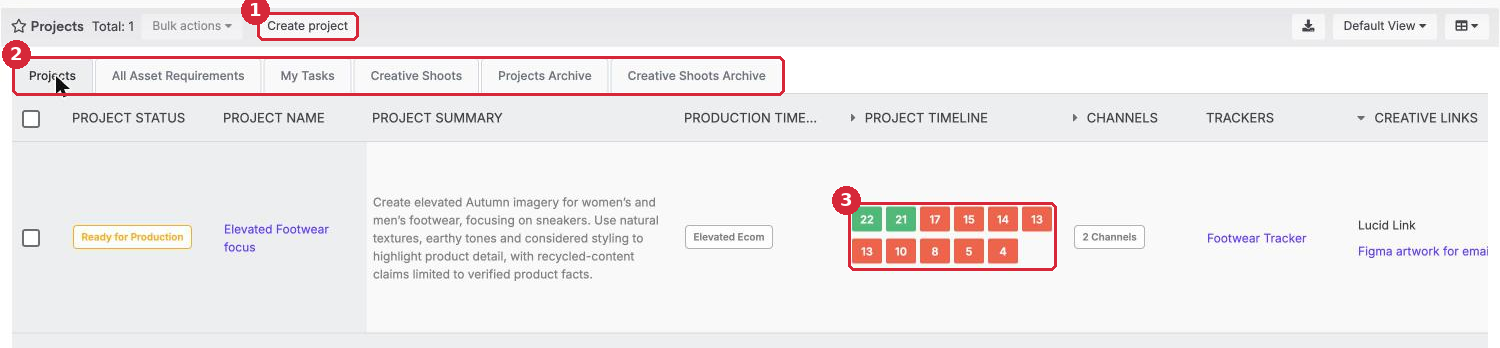 1
Projects Total: 1 Bulk actions Create project Default View
2
Projects All Asset Requirements My Tasks Creative Shoots Projects Archive Creative Shoots Archive
PROJECT STATUS PROJECT NAME PROJECT SUMMARY PRODUCTION TIME... PROJECT TIMELINE CHANNELS TRACKERS CREATIVE LINKS
Ready for Production
Elevated Footwear
focus
Create elevated Autumn imagery for women's and
men's footwear, focusing on sneakers. Use natural
textures, earthy tones and considered styling to
highlight product detail, with recycled-content
claims limited to verified product facts.
Elevated Ecom
3
22 21 17 15 14 13
13 10 8 5 4
2 Channels
Footwear Tracker
Lucid Link
Figma artwork for emai